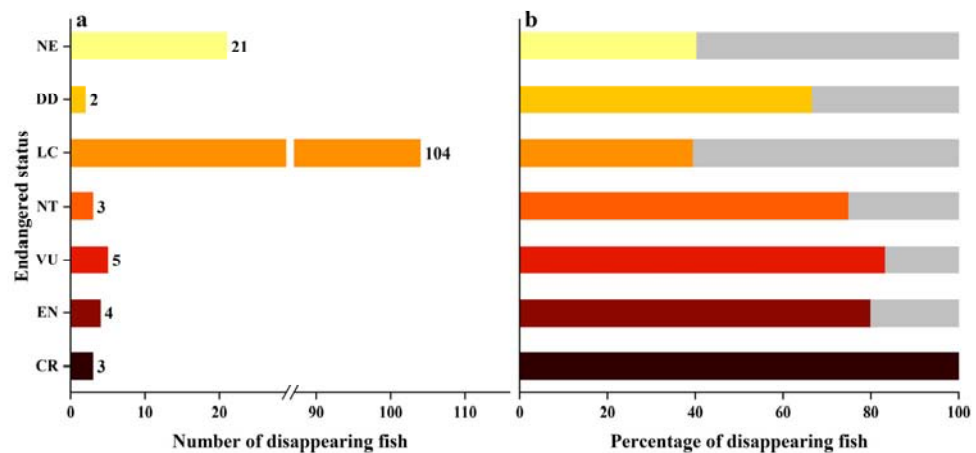 a
b
Endangered status
NE
21
DD
2
LC
104
NT
3
VU
5
EN
4
CR
3
0 10 20 90 100 110
0 20 40 60 80 100
Number of disappearing fish
Percentage of disappearing fish